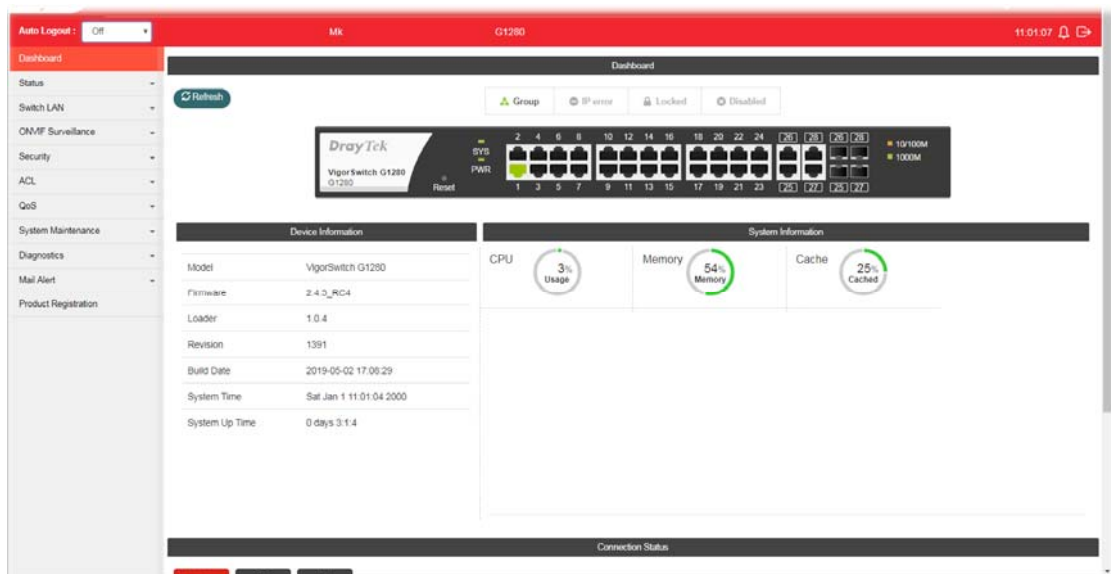 Auto Logout : Off Mk G1280 11:01:07
Dashboard
Status
Switch LAN
ONVIF Surveillance
Security
ACL
QoS
System Maintenance
Diagnostics
Mail Alert
Product Registration
Dashboard
Refresh
Group IP error Locked Disabled
DrayTek
VigorSwitch G1280
G1280
SYS
PWR
Reset
2 4 6 8 10 12 14 16 18 20 22 24 26 28 26 28
1 3 5 7 9 11 13 15 17 19 21 23 25 27 25 27
10/100M
1000M
Device Information
Model VigorSwitch G1280
Firmware 2.4.3_RC4
Loader 1.0.4
Revision 1391
Build Date 2019-05-02 17:06:29
System Time Sat Jan 1 11:01:04 2000
System Up Time 0 days 3:1:4
System Information
CPU 3% Usage
Memory 54% Memory
Cache 25% Cached
Connection Status